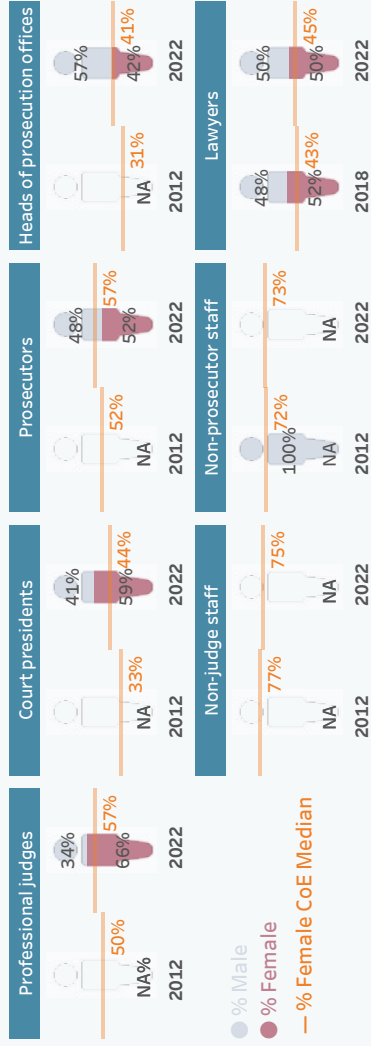 Professional judges
34%
50%
57%
NA%
66%
2012
2022
Court presidents
41%
33%
44%
NA
59%
2012
2022
Prosecutors
48%
52%
57%
NA
52%
2012
2022
Heads of prosecution offices
57%
31%
41%
NA
42%
2012
2022
% Male
% Female
% Female CoE Median
Non-judge staff
77%
75%
NA
NA
2012
2022
Non-prosecutor staff
72%
73%
100%
NA
NA
2012
2022
Lawyers
48%
50%
43%
45%
52%
50%
2018
2022